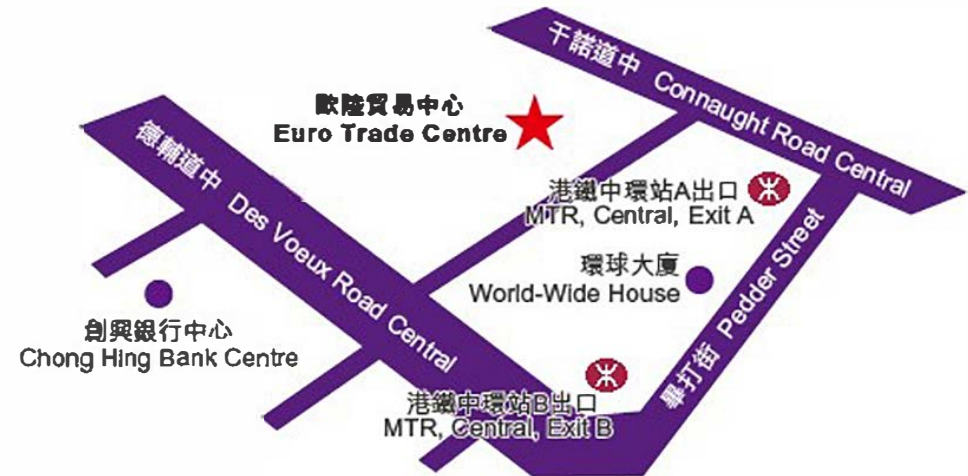 干諾道中 Connaught Road Central
歐陸貿易中心
Euro Trade Centre
德輔道中 Des Voeux Road Central
港鐵中環站A出口
MTR, Central, Exit A
環球大廈
World-Wide House
畢打街 Pedder Street
創興銀行中心
Chong Hing Bank Centre
港鐵中環站B出口
MTR, Central, Exit B